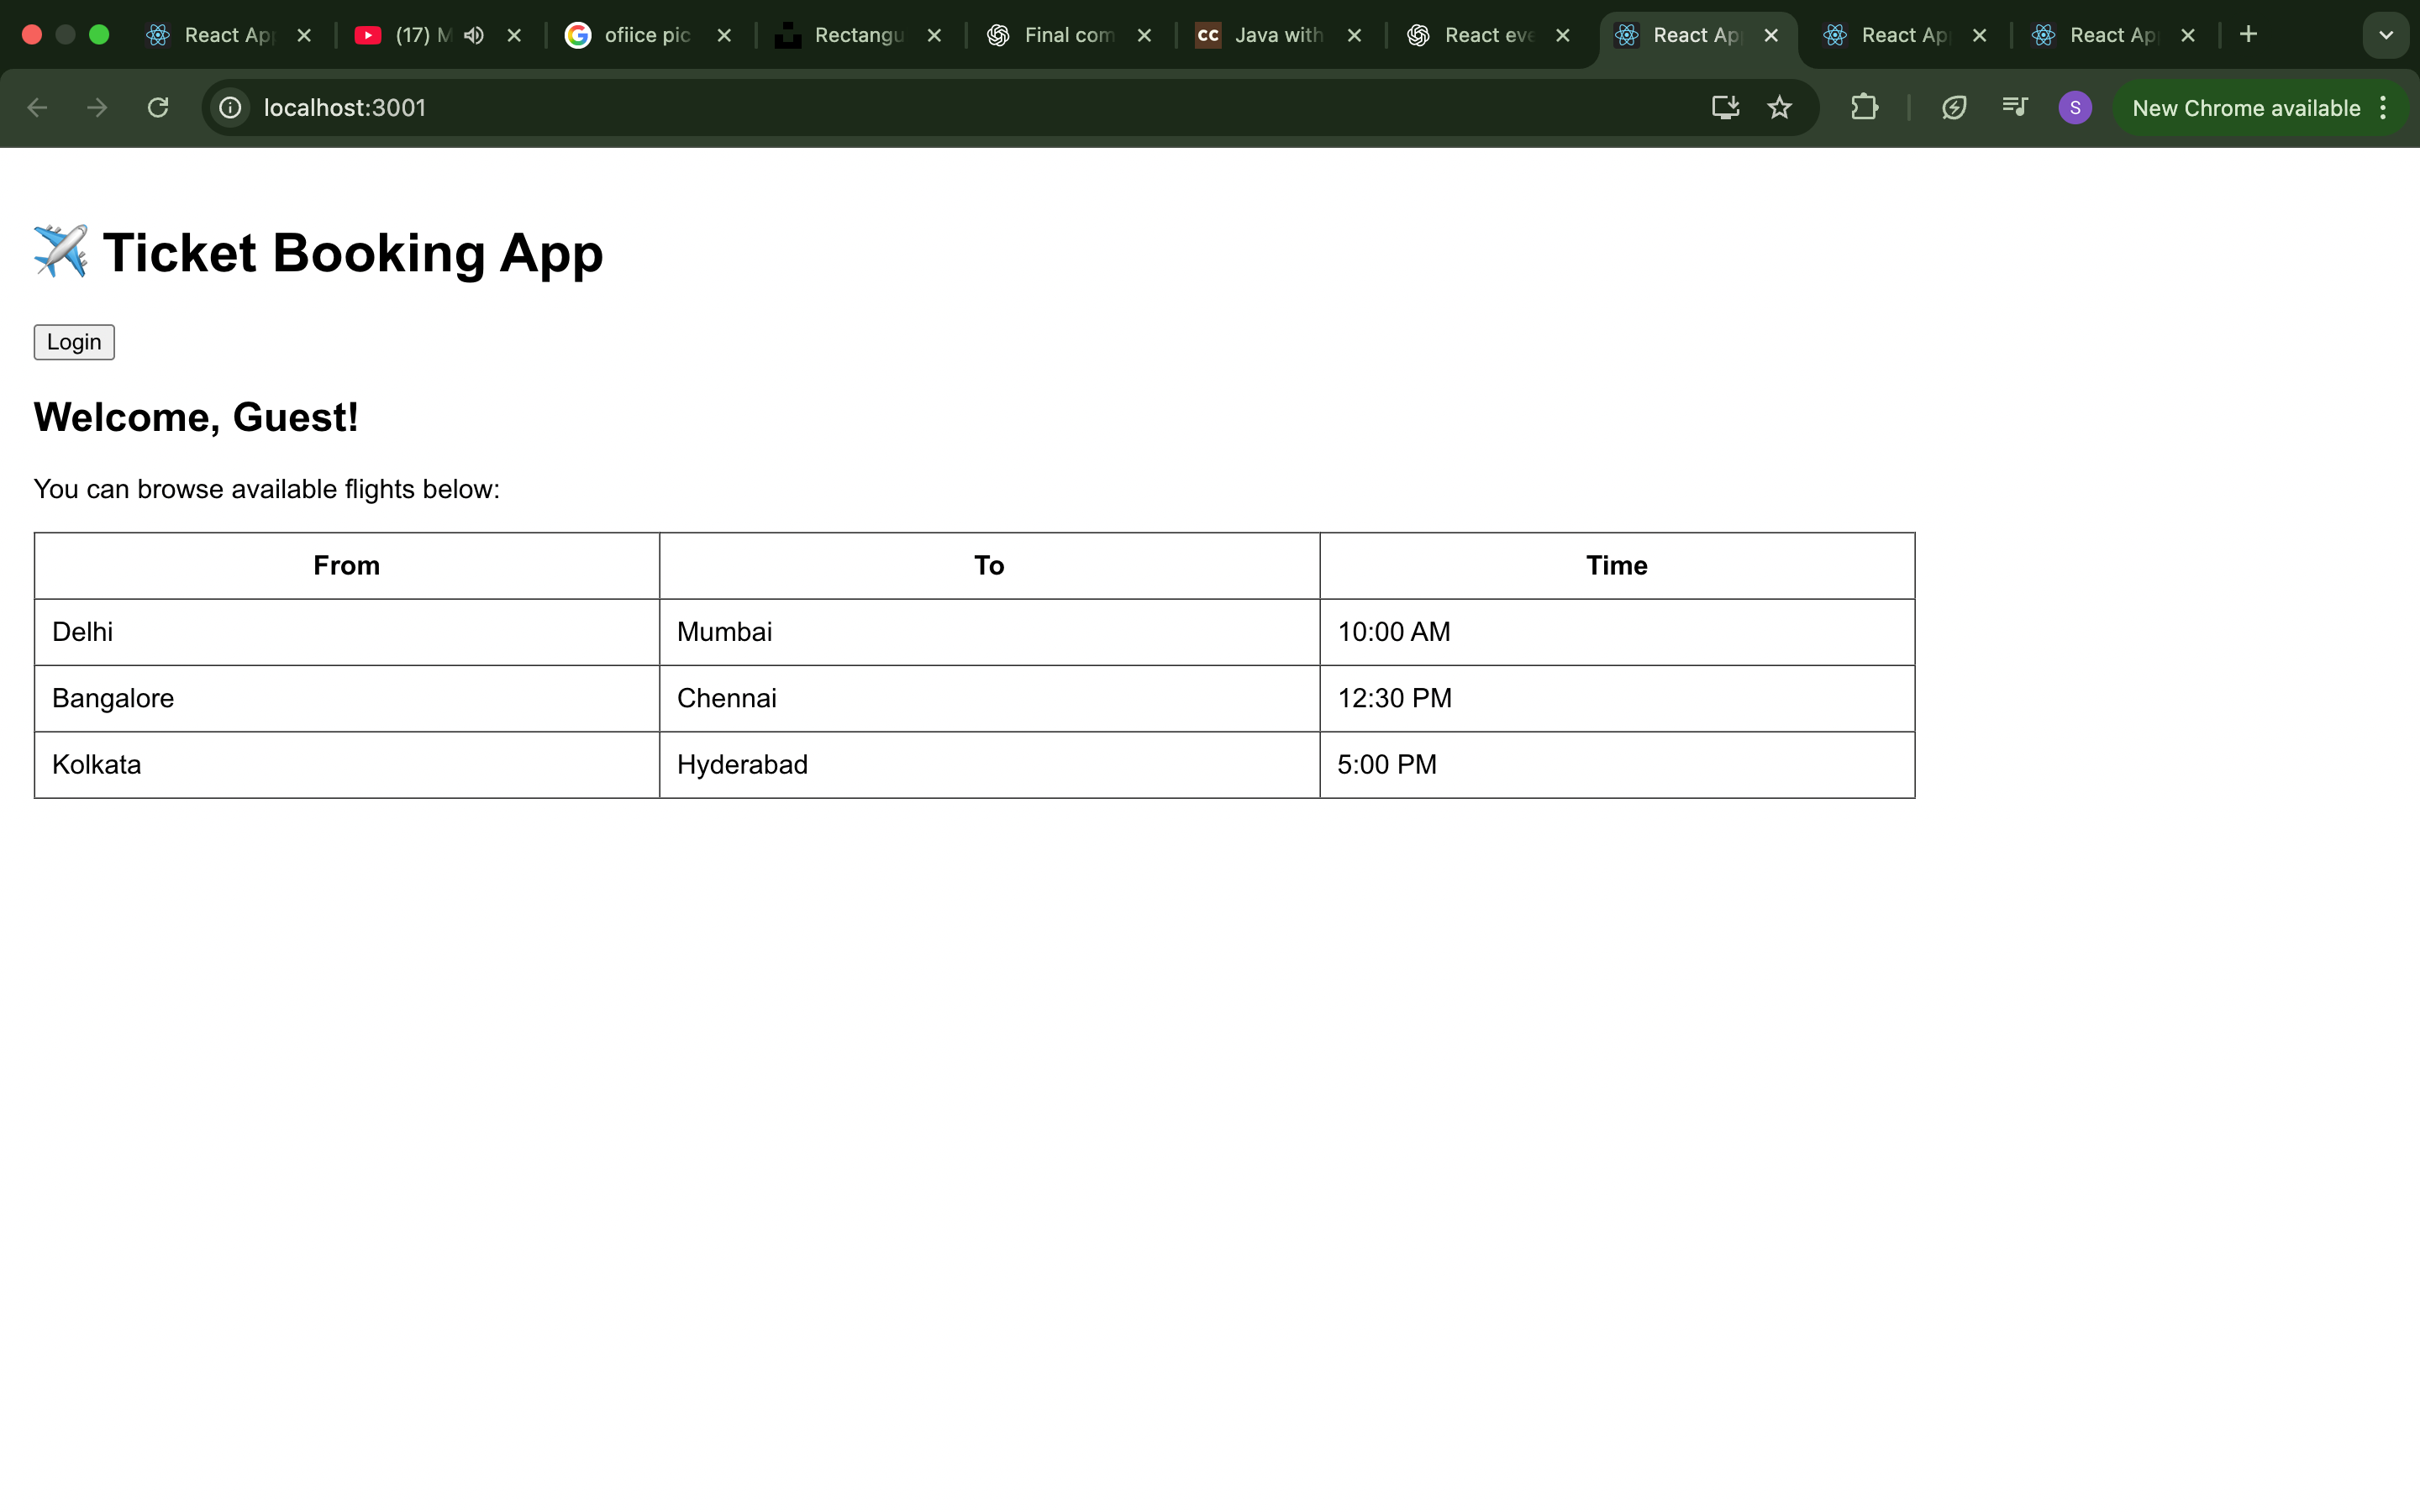 React Ap (17) M ofiice pic Rectangu Final com CC Java with React eve React Ap React Ap React Ap
localhost:3001 S New Chrome available
Ticket Booking App
Login
Welcome, Guest!
You can browse available flights below:
From To Time
Delhi Mumbai 10:00 AM
Bangalore Chennai 12:30 PM
Kolkata Hyderabad 5:00 PM